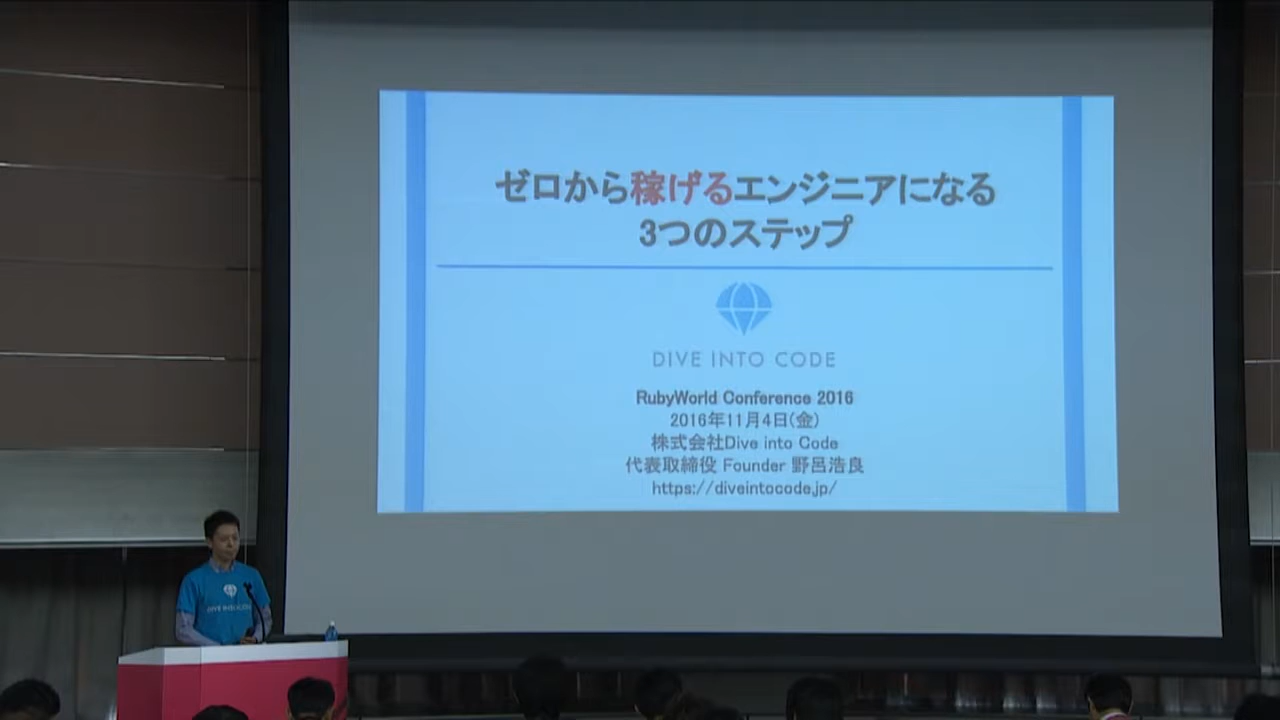 ゼロから稼げるエンジニアになる
3つのステップ
DIVE INTO CODE
RubyWorld Conference 2016
2016年11月4日(金)
株式会社Dive into Code
代表取締役 Founder 野呂浩良
https://diveintocode.jp/
DIVE INTO CODE